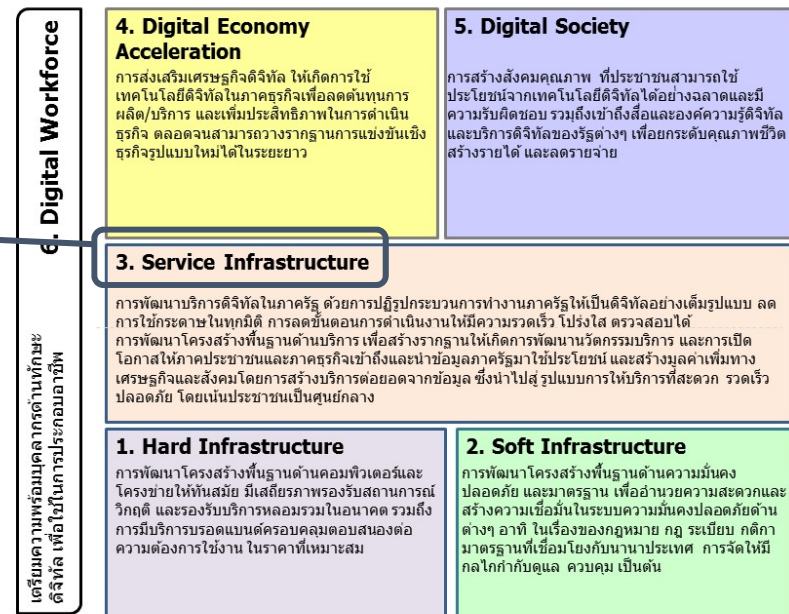 6. Digital Workforce
เตรียมความพร้อมบุคลากรด้านทักษะ
ดิจิทัล เพื่อใช้ในการประกอบอาชีพ
4. Digital Economy
Acceleration
การส่งเสริมเศรษฐกิจดิจิทัล ให้เกิดการใช้
เทคโนโลยีดิจิทัลในภาคธุรกิจเพื่อลดต้นทุนการ
ผลิต/บริการ และเพิ่มประสิทธิภาพในการดำเนิน
ธุรกิจ ตลอดจนสามารถวางรากฐานการแข่งขันเชิง
ธุรกิจรูปแบบใหม่ได้ในระยะยาว
5. Digital Society
การสร้างสังคมคุณภาพ ที่ประชาชนสามารถใช้
ประโยชน์จากเทคโนโลยีดิจิทัลได้อย่างฉลาดและมี
ความรับผิดชอบ รวมถึงเข้าถึงสื่อและองค์ความรู้ดิจิทัล
และบริการดิจิทัลของรัฐต่างๆ เพื่อยกระดับคุณภาพชีวิต
สร้างรายได้ และลดรายจ่าย
3. Service Infrastructure
การพัฒนาบริการดิจิทัลในภาครัฐ ด้วยการปฏิรูปกระบวนการทำงานภาครัฐให้เป็นดิจิทัลอย่างเต็มรูปแบบ ลด
การใช้กระดาษในทุกมิติ การลดขั้นตอนการดำเนินงานให้มีความรวดเร็ว โปร่งใส ตรวจสอบได้
การพัฒนาโครงสร้างพื้นฐานด้านบริการ เพื่อสร้างรากฐานให้เกิดการพัฒนานวัตกรรมบริการ และการเปิด
โอกาสให้ภาคประชาชนและภาคธุรกิจเข้าถึงและนำข้อมูลภาครัฐมาใช้ประโยชน์ และสร้างมูลค่าเพิ่มทาง
เศรษฐกิจและสังคมโดยการสร้างบริการต่อยอดจากข้อมูล ซึ่งนำไปสู่ รูปแบบการให้บริการที่สะดวก รวดเร็ว
ปลอดภัย โดยเน้นประชาชนเป็นศูนย์กลาง
1. Hard Infrastructure
การพัฒนาโครงสร้างพื้นฐานด้านคอมพิวเตอร์และ
โครงข่ายให้ทันสมัย มีเสถียรภาพรองรับสถานการณ์
วิกฤติ และรองรับบริการหลอมรวมในอนาคต รวมถึง
การมีบริการบรอดแบนด์ครอบคลุมตอบสนองต่อ
ความต้องการใช้งาน ในราคาที่เหมาะสม
2. Soft Infrastructure
การพัฒนาโครงสร้างพื้นฐานด้านความมั่นคง
ปลอดภัย และมาตรฐาน เพื่ออำนวยความสะดวกและ
สร้างความเชื่อมั่นในระบบความมั่นคงปลอดภัยด้าน
ต่างๆ อาทิ ในเรื่องของกฎหมาย กฎ ระเบียบ กติกา
มาตรฐานที่เชื่อมโยงกับนานาประเทศ การจัดให้มี
กลไกกำกับดูแล ควบคุม เป็นต้น